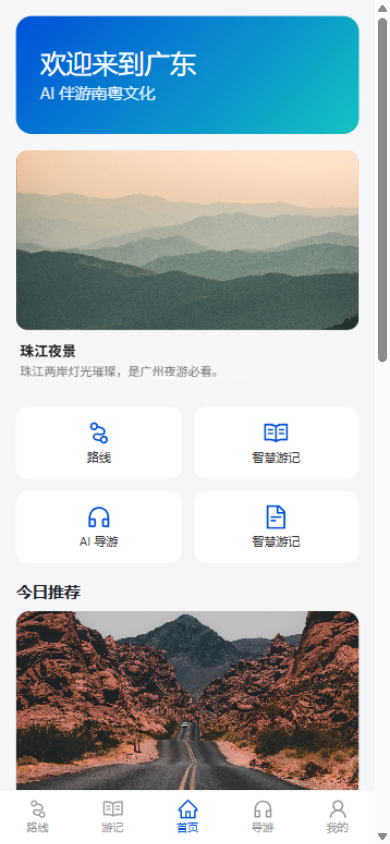 欢迎来到广东
AI 伴游南粤文化
珠江夜景
珠江两岸灯光璀璨，是广州夜游必看。
路线
智慧游记
AI 导游
智慧游记
今日推荐
路线
游记
首页
导游
我的